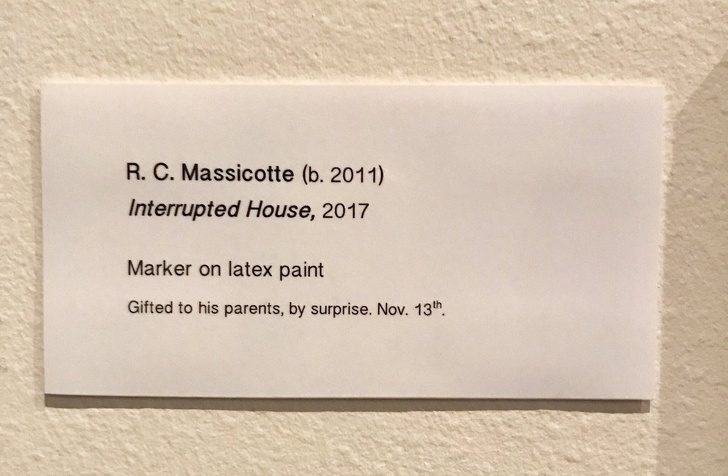 R. C. Massicotte (b. 2011)
Interrupted House, 2017
Marker on latex paint
Gifted to his parents, by surprise. Nov. 13th.